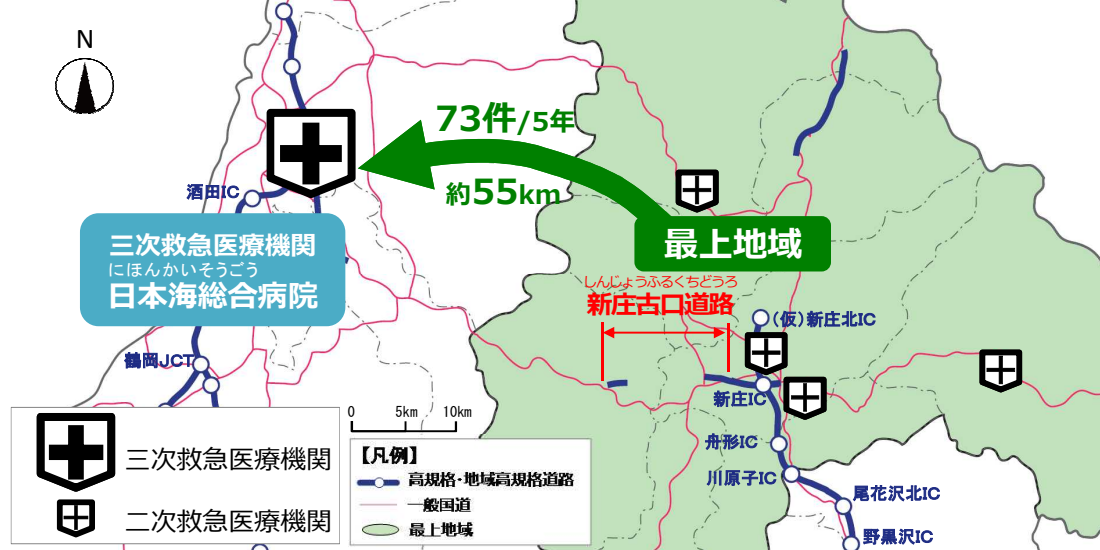 N
73件/5年
約55km
酒田IC
三次救急医療機関
にほんかいそうごう
日本海総合病院
最上地域
しんじょうふるくちどうろ
新庄古口道路
(仮)新庄北IC
鶴岡JCT
新庄IC
舟形IC
川原子IC
尾花沢北IC
野黒沢IC
0 5km 10km
三次救急医療機関
二次救急医療機関
【凡例】
高規格・地域高規格道路
一般国道
最上地域